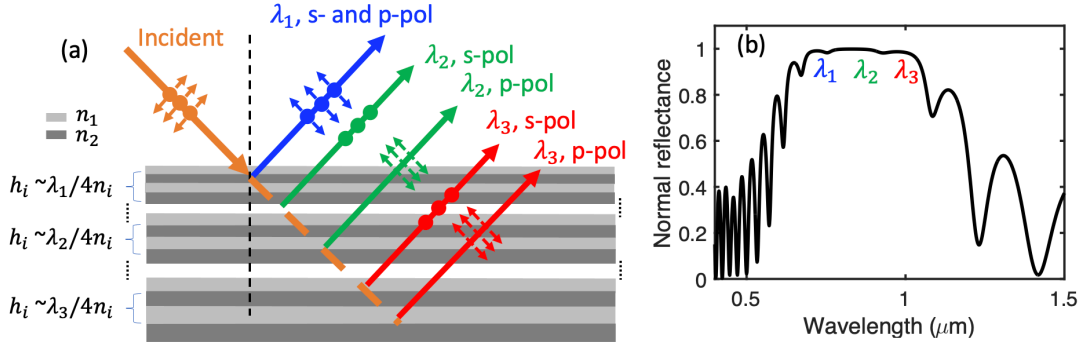 (a)
Incident
λ₁, s- and p-pol
λ₂, s-pol
λ₂, p-pol
λ₃, s-pol
λ₃, p-pol
n₁
n₂
hᵢ ~λ₁/4nᵢ
hᵢ ~λ₂/4nᵢ
hᵢ ~λ₃/4nᵢ
(b)
λ₁ λ₂ λ₃
Normal reflectance
1
0.8
0.6
0.4
0.2
0
0.5 1 1.5
Wavelength (μm)